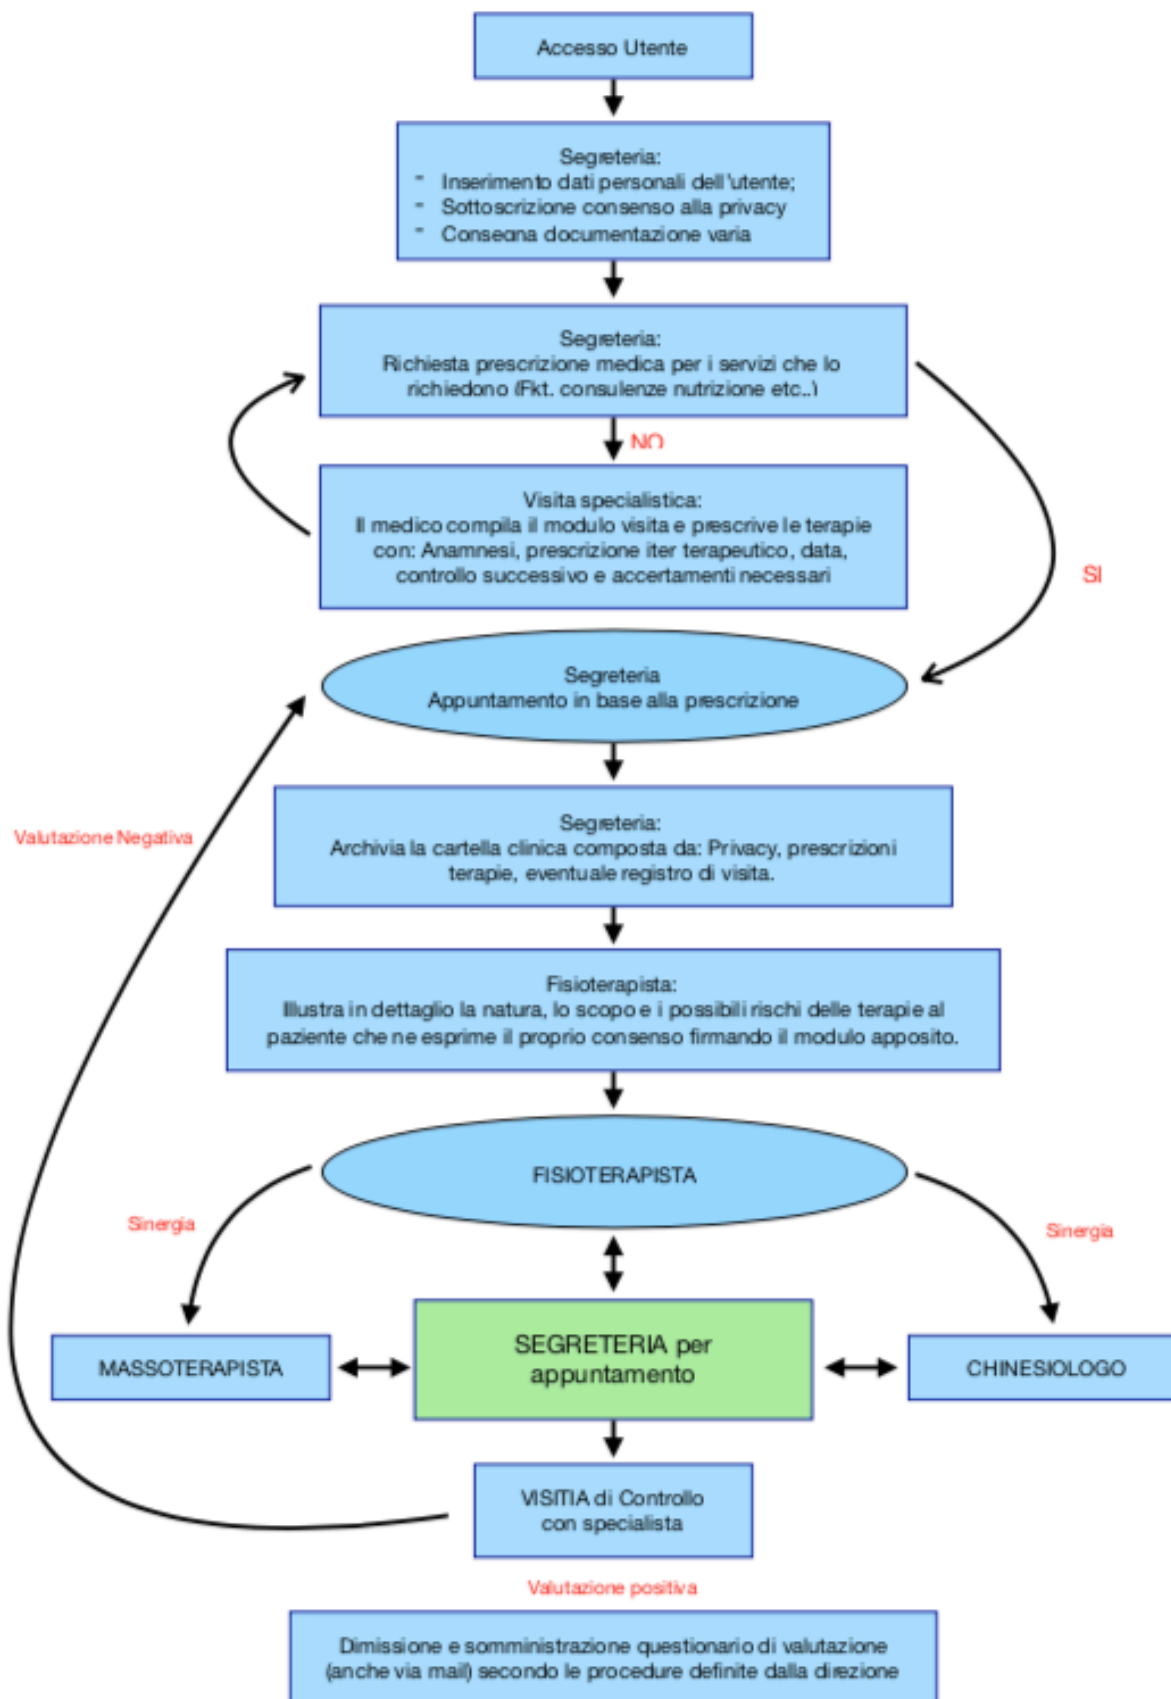 Accesso Utente
Segreteria:
- Inserimento dati personali dell'utente;
- Sottoscrizione consenso alla privacy
- Consegna documentazione varia
Segreteria:
Richiesta prescrizione medica per i servizi che lo
richiedono (Fkt. consulenze nutrizione etc..)
NO
Visita specialistica:
Il medico compila il modulo visita e prescrive le terapie
con: Anamnesi, prescrizione iter terapeutico, data,
controllo successivo e accertamenti necessari
SI
Segreteria
Appuntamento in base alla prescrizione
Valutazione Negativa
Segreteria:
Archivia la cartella clinica composta da: Privacy, prescrizioni
terapie, eventuale registro di visita.
Fisioterapista:
Illustra in dettaglio la natura, lo scopo e i possibili rischi delle terapie al
paziente che ne esprime il proprio consenso firmando il modulo apposito.
FISIOTERAPISTA
Sinergia
Sinergia
MASSOTERAPISTA
SEGRETERIA per
appuntamento
CHINESIOLOGO
VISITIA di Controllo
con specialista
Valutazione positiva
Dimissione e somministrazione questionario di valutazione
(anche via mail) secondo le procedure definite dalla direzione